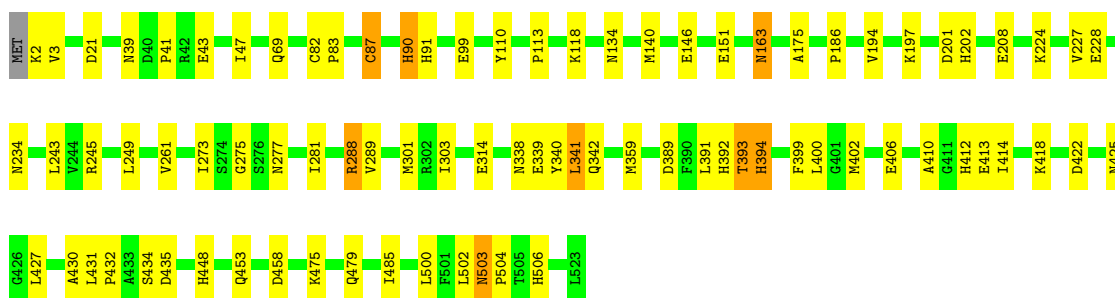 MET K2 V3 D21 N39 D40 P41 R42 E43 I47 Q69 C82 P83 C87 H90 H91 E99 Y110 P113 K118 N134 M140 E146 E151 N163 A175 P186 V194 K197 D201 H202 E208 K224 V227 E228
N234 L243 V244 R245 L249 V261 I273 S274 G275 S276 N277 I281 R288 V289 M301 R302 I303 E314 N338 E339 Y340 L341 Q342 M359 D389 F390 L391 H392 T393 H394 F399 L400 G401 M402 E406 A410 G411 H412 E413 I414 K418 D422 N425
G426 L427 A430 L431 P432 A433 S434 D435 H448 Q453 D458 K475 Q479 I485 L500 F501 L502 N503 P504 T505 H506 L523